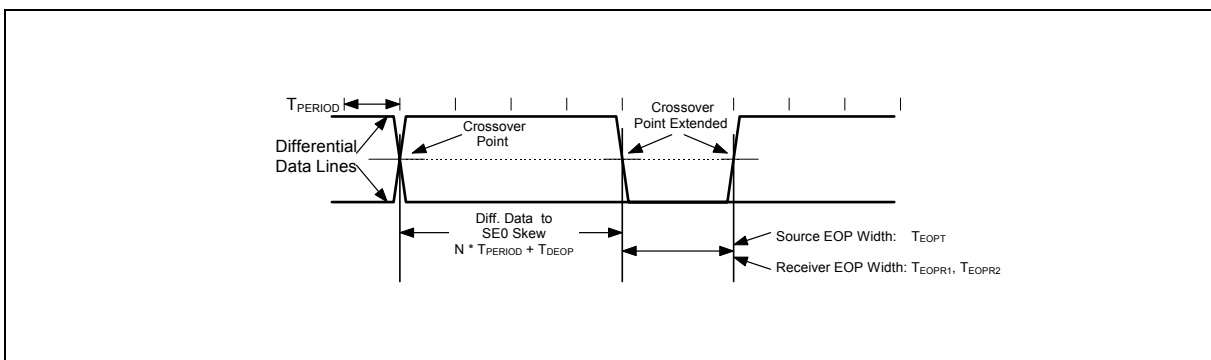 TPERIOD
Differential
Data Lines
Crossover
Point
Crossover
Point Extended
Diff. Data to
SE0 Skew
N * TPERIOD + TDEOP
Source EOP Width: TEOPT
Receiver EOP Width: TEOPR1, TEOPR2